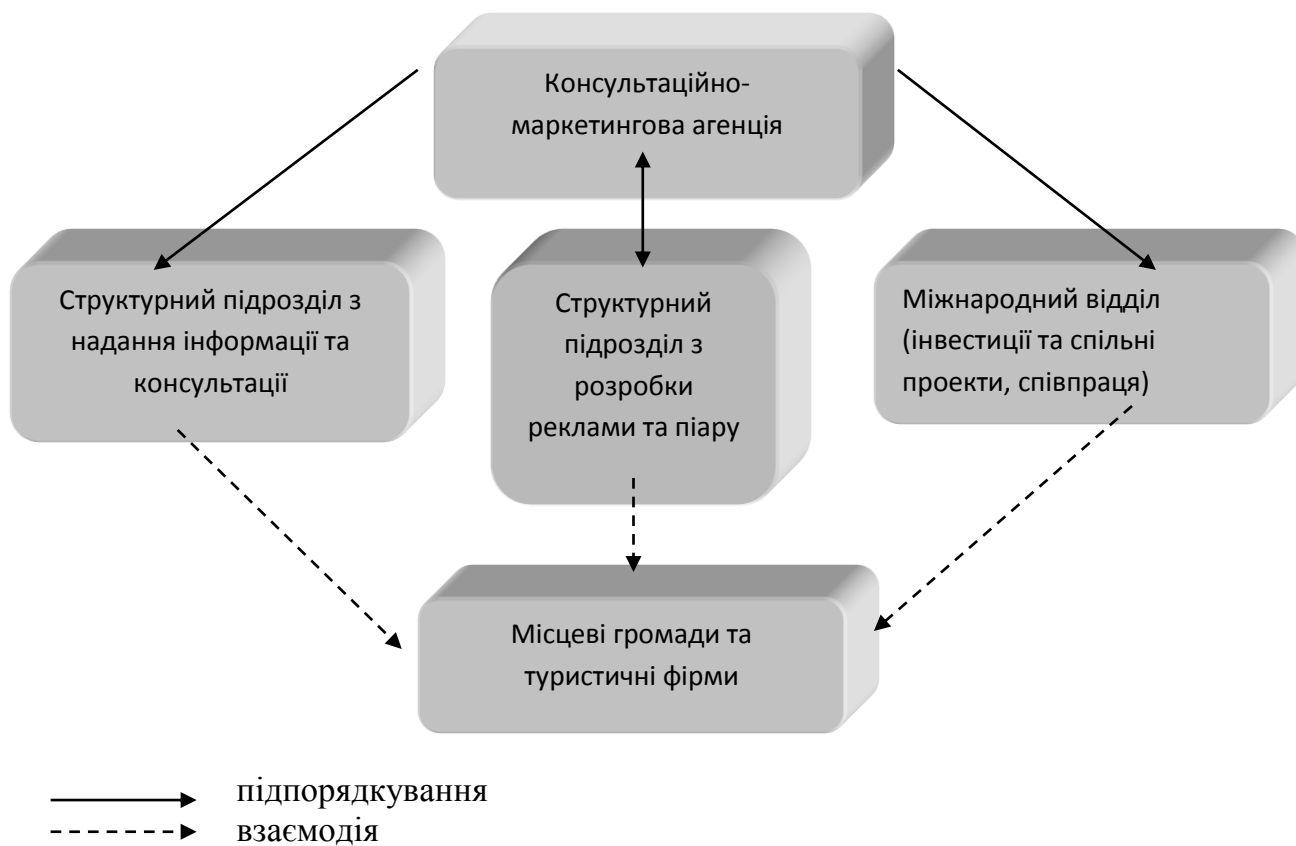 Консультаційно-
маркетингова агенція
Структурний підрозділ з
надання інформації та
консультації
Структурний
підрозділ з
розробки
реклами та піару
Міжнародний відділ
(інвестиції та спільні
проекти, співпраця)
Місцеві громади та
туристичні фірми
підпорядкування
взаємодія